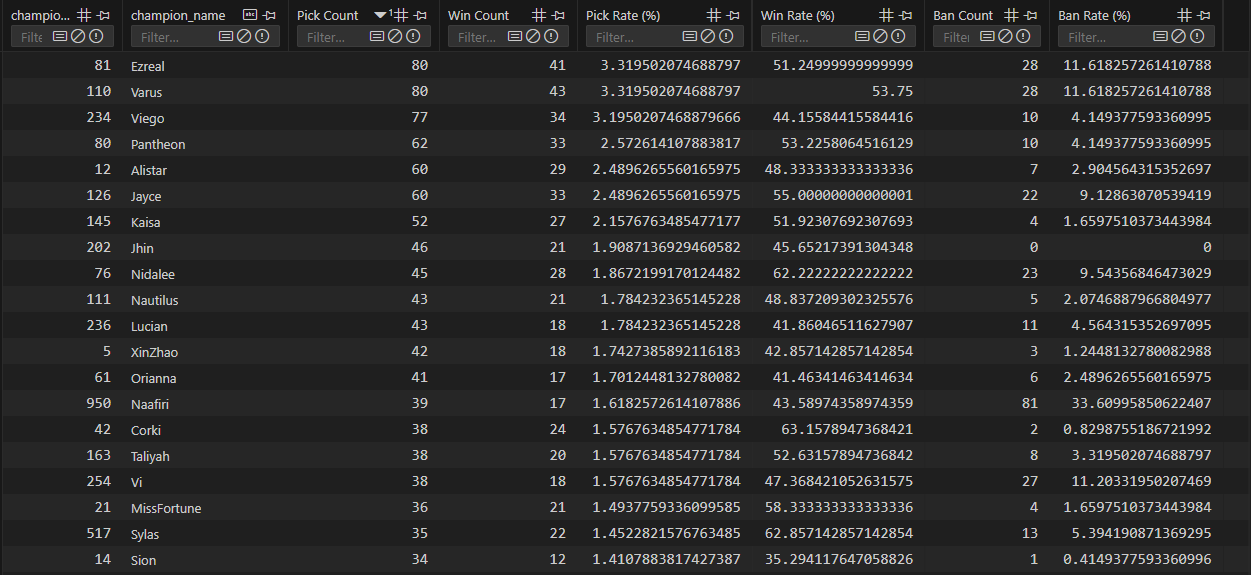 champio... champion_name Pick Count 1 Win Count Pick Rate (%) Win Rate (%) Ban Count Ban Rate (%)
Filte Filter... Filter... Filter... Filter... Filter... Filter Filter...
81 Ezreal 80 41 3.319502074688797 51.24999999999999 28 11.618257261410788
110 Varus 80 43 3.319502074688797 53.75 28 11.618257261410788
234 Viego 77 34 3.1950207468879666 44.15584415584416 10 4.149377593360995
80 Pantheon 62 33 2.572614107883817 53.2258064516129 10 4.149377593360995
12 Alistar 60 29 2.4896265560165975 48.333333333333336 7 2.904564315352697
126 Jayce 60 33 2.4896265560165975 55.00000000000001 22 9.12863070539419
145 Kaisa 52 27 2.1576763485477177 51.92307692307693 4 1.6597510373443984
202 Jhin 46 21 1.9087136929460582 45.65217391304348 0 0
76 Nidalee 45 28 1.8672199170124482 62.22222222222222 23 9.54356846473029
111 Nautilus 43 21 1.784232365145228 48.837209302325576 5 2.0746887966804977
236 Lucian 43 18 1.784232365145228 41.86046511627907 11 4.564315352697095
5 XinZhao 42 18 1.7427385892116183 42.857142857142854 3 1.2448132780082988
61 Orianna 41 17 1.7012448132780082 41.46341463414634 6 2.4896265560165975
950 Naafiri 39 17 1.6182572614107886 43.58974358974359 81 33.60995850622407
42 Corki 38 24 1.5767634854771784 63.1578947368421 2 0.8298755186721992
163 Taliyah 38 20 1.5767634854771784 52.63157894736842 8 3.319502074688797
254 Vi 38 18 1.5767634854771784 47.368421052631575 27 11.20331950207469
21 MissFortune 36 21 1.4937759336099585 58.333333333333336 4 1.6597510373443984
517 Sylas 35 22 1.4522821576763485 62.857142857142854 13 5.394190871369295
14 Sion 34 12 1.4107883817427387 35.294117647058826 1 0.4149377593360996